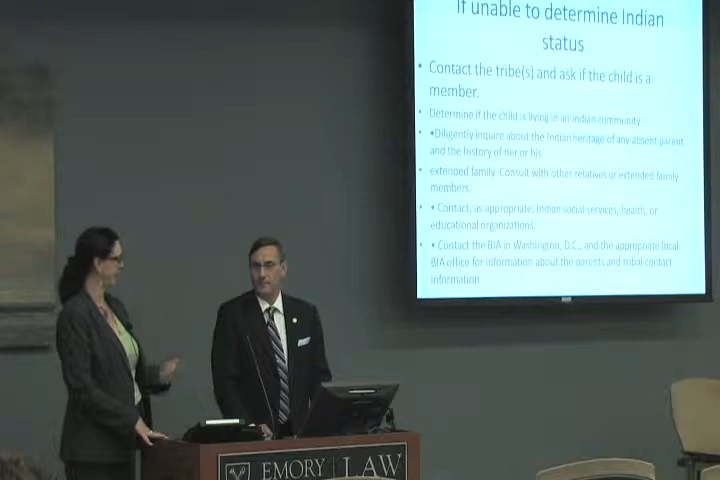 If unable to determine Indian
status
• Contact the tribe(s) and ask if the child is a
member.
• Determine if the child is living in an Indian community
• •Diligently inquire about the Indian heritage of any absent parent
and the history of her or his
• extended family. Consult with other relatives or extended family
members.
• • Contact, as appropriate, Indian social services, health, or
educational organizations.
• • Contact the BIA in Washington, D.C., and the appropriate local
BIA office for information about the parents and tribal contact
information
EMORY | LAW